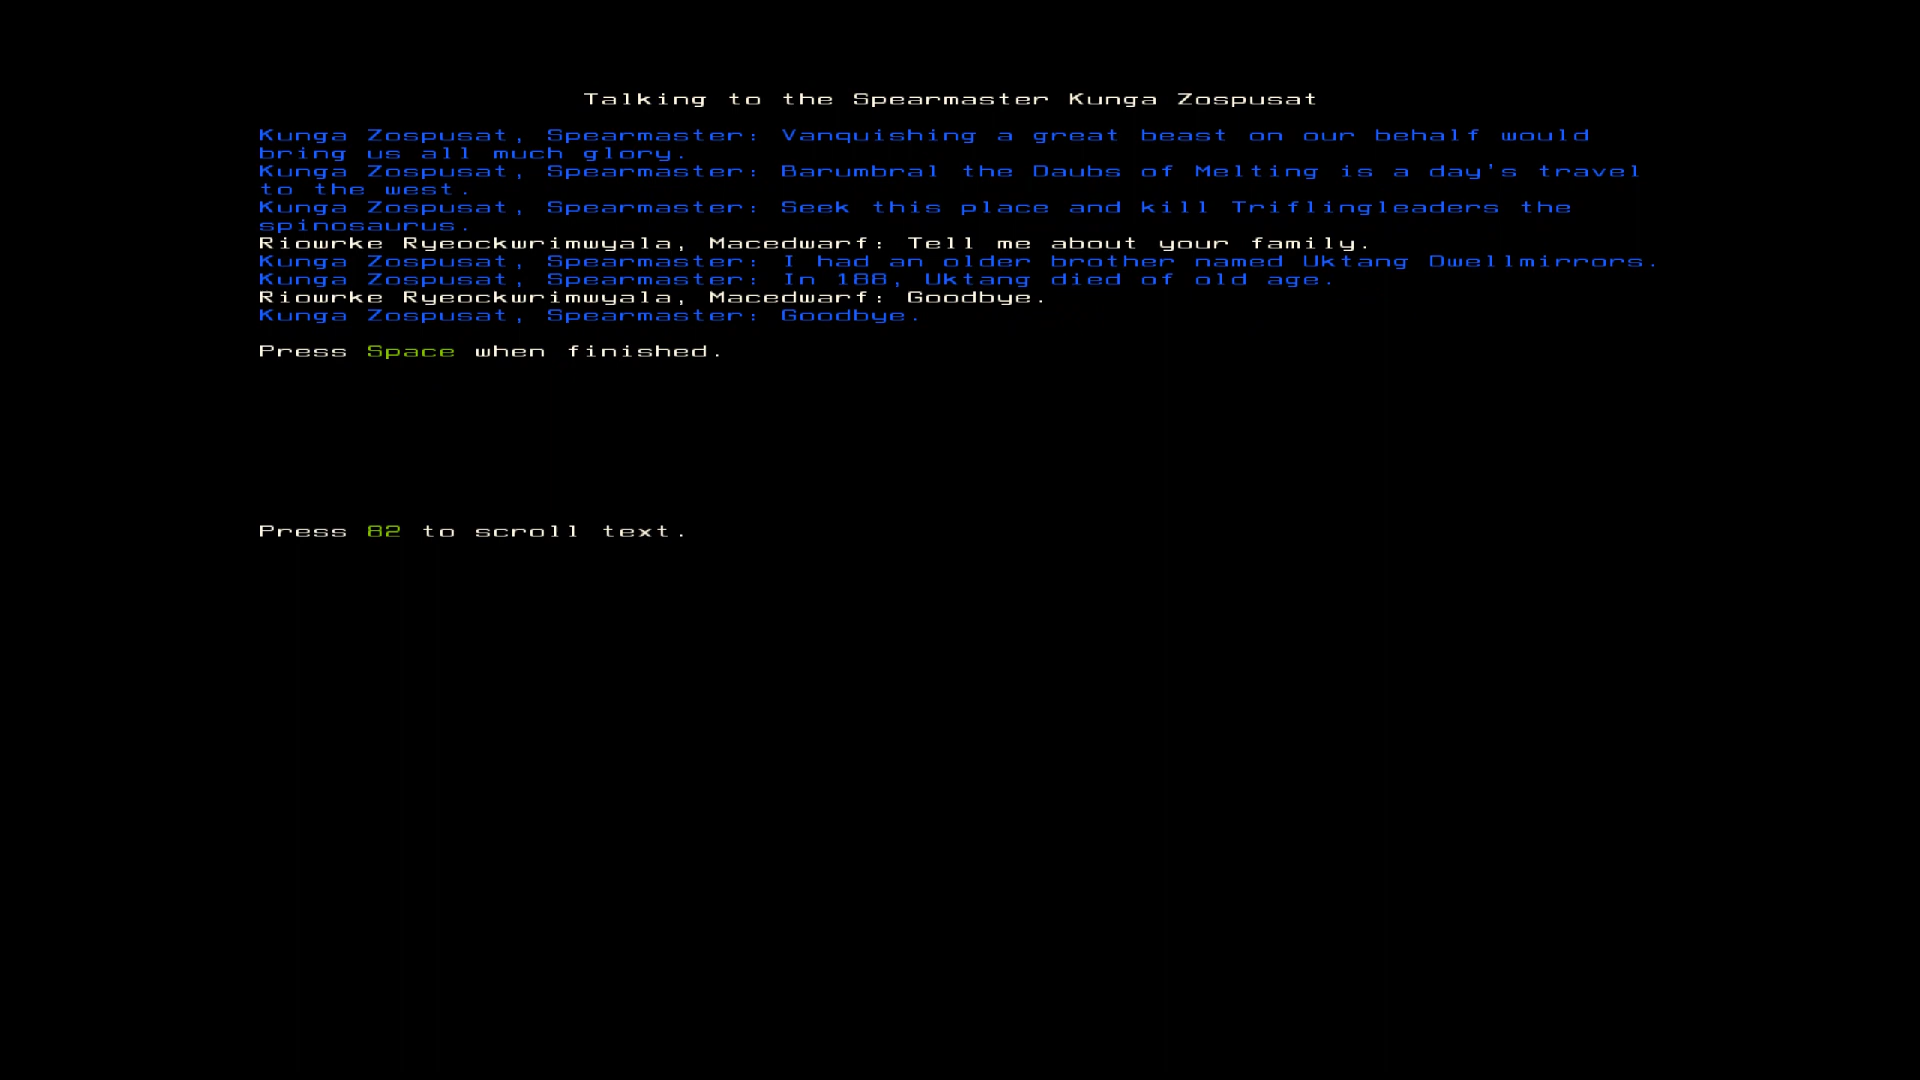 Talking to the Spearmaster Kunga Zospusat
Kunga Zospusat, Spearmaster: Vanquishing a great beast on our behalf would
bring us all much glory.
Kunga Zospusat, Spearmaster: Barumbral the Daubs of Melting is a day's travel
to the west.
Kunga Zospusat, Spearmaster: Seek this place and kill Triflingleaders the
spinosaurus.
Riowrke Ryeockwrimwyala, Macedwarf: Tell me about your family.
Kunga Zospusat, Spearmaster: I had an older brother named Uktang Dwellmirrors.
Kunga Zospusat, Spearmaster: In 188, Uktang died of old age.
Riowrke Ryeockwrimwyala, Macedwarf: Goodbye.
Kunga Zospusat, Spearmaster: Goodbye.
Press Space when finished.
Press 82 to scroll text.